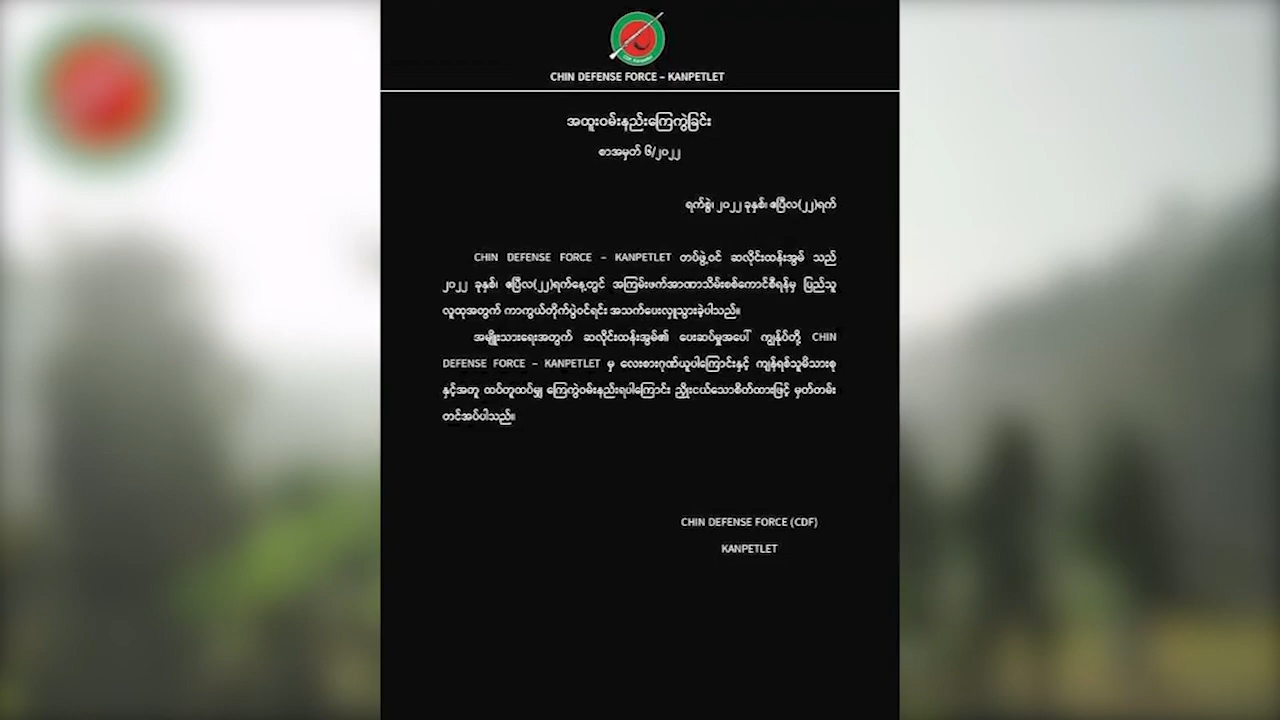 CHIN DEFENSE FORCE – KANPETLET
အထူးဝမ်းနည်းကြေကွဲခြင်း
စာအမှတ် ၆/၂၀၂၂
ရက်စွဲ၊ ၂၀၂၂ ခုနှစ်၊ ဧပြီလ(၂၂)ရက်
CHIN DEFENSE FORCE – KANPETLET တပ်ဖွဲ့ဝင် ဆလိုင်းထန်းအွမ် သည်
၂၀၂၂ ခုနှစ်၊ ဧပြီလ(၂၂)ရက်နေ့တွင် အကြမ်းဖက်အာဏာသိမ်းစစ်ကောင်စီရန်မှ ပြည်သူ
လူထုအတွက် ကာကွယ်တိုက်ပွဲဝင်ရင်း အသက်ပေးလှူသွားခဲ့ပါသည်။
အမျိုးသားရေးအတွက် ဆလိုင်းထန်းအွမ်၏ ပေးဆပ်မှုအပေါ် ကျွန်ုပ်တို့ CHIN
DEFENSE FORCE – KANPETLET မှ လေးစားဂုဏ်ယူပါကြောင်းနှင့် ကျန်ရစ်သူမိသားစု
နှင့်အတူ ထပ်တူထပ်မျှ ကြေကွဲဝမ်းနည်းရပါကြောင်း ညှိုးငယ်သောစိတ်ထားဖြင့် မှတ်တမ်း
တင်အပ်ပါသည်။
CHIN DEFENSE FORCE (CDF)
KANPETLET